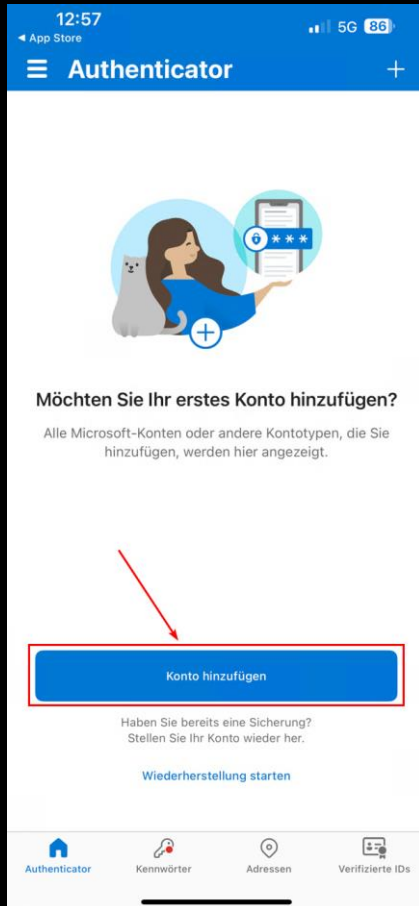 12:57
5G 86
◀ App Store
Authenticator
* * *
Möchten Sie Ihr erstes Konto hinzufügen?
Alle Microsoft-Konten oder andere Kontotypen, die Sie
hinzufügen, werden hier angezeigt.
Konto hinzufügen
Haben Sie bereits eine Sicherung?
Stellen Sie Ihr Konto wieder her.
Wiederherstellung starten
Authenticator
Kennwörter
Adressen
Verifizierte IDs